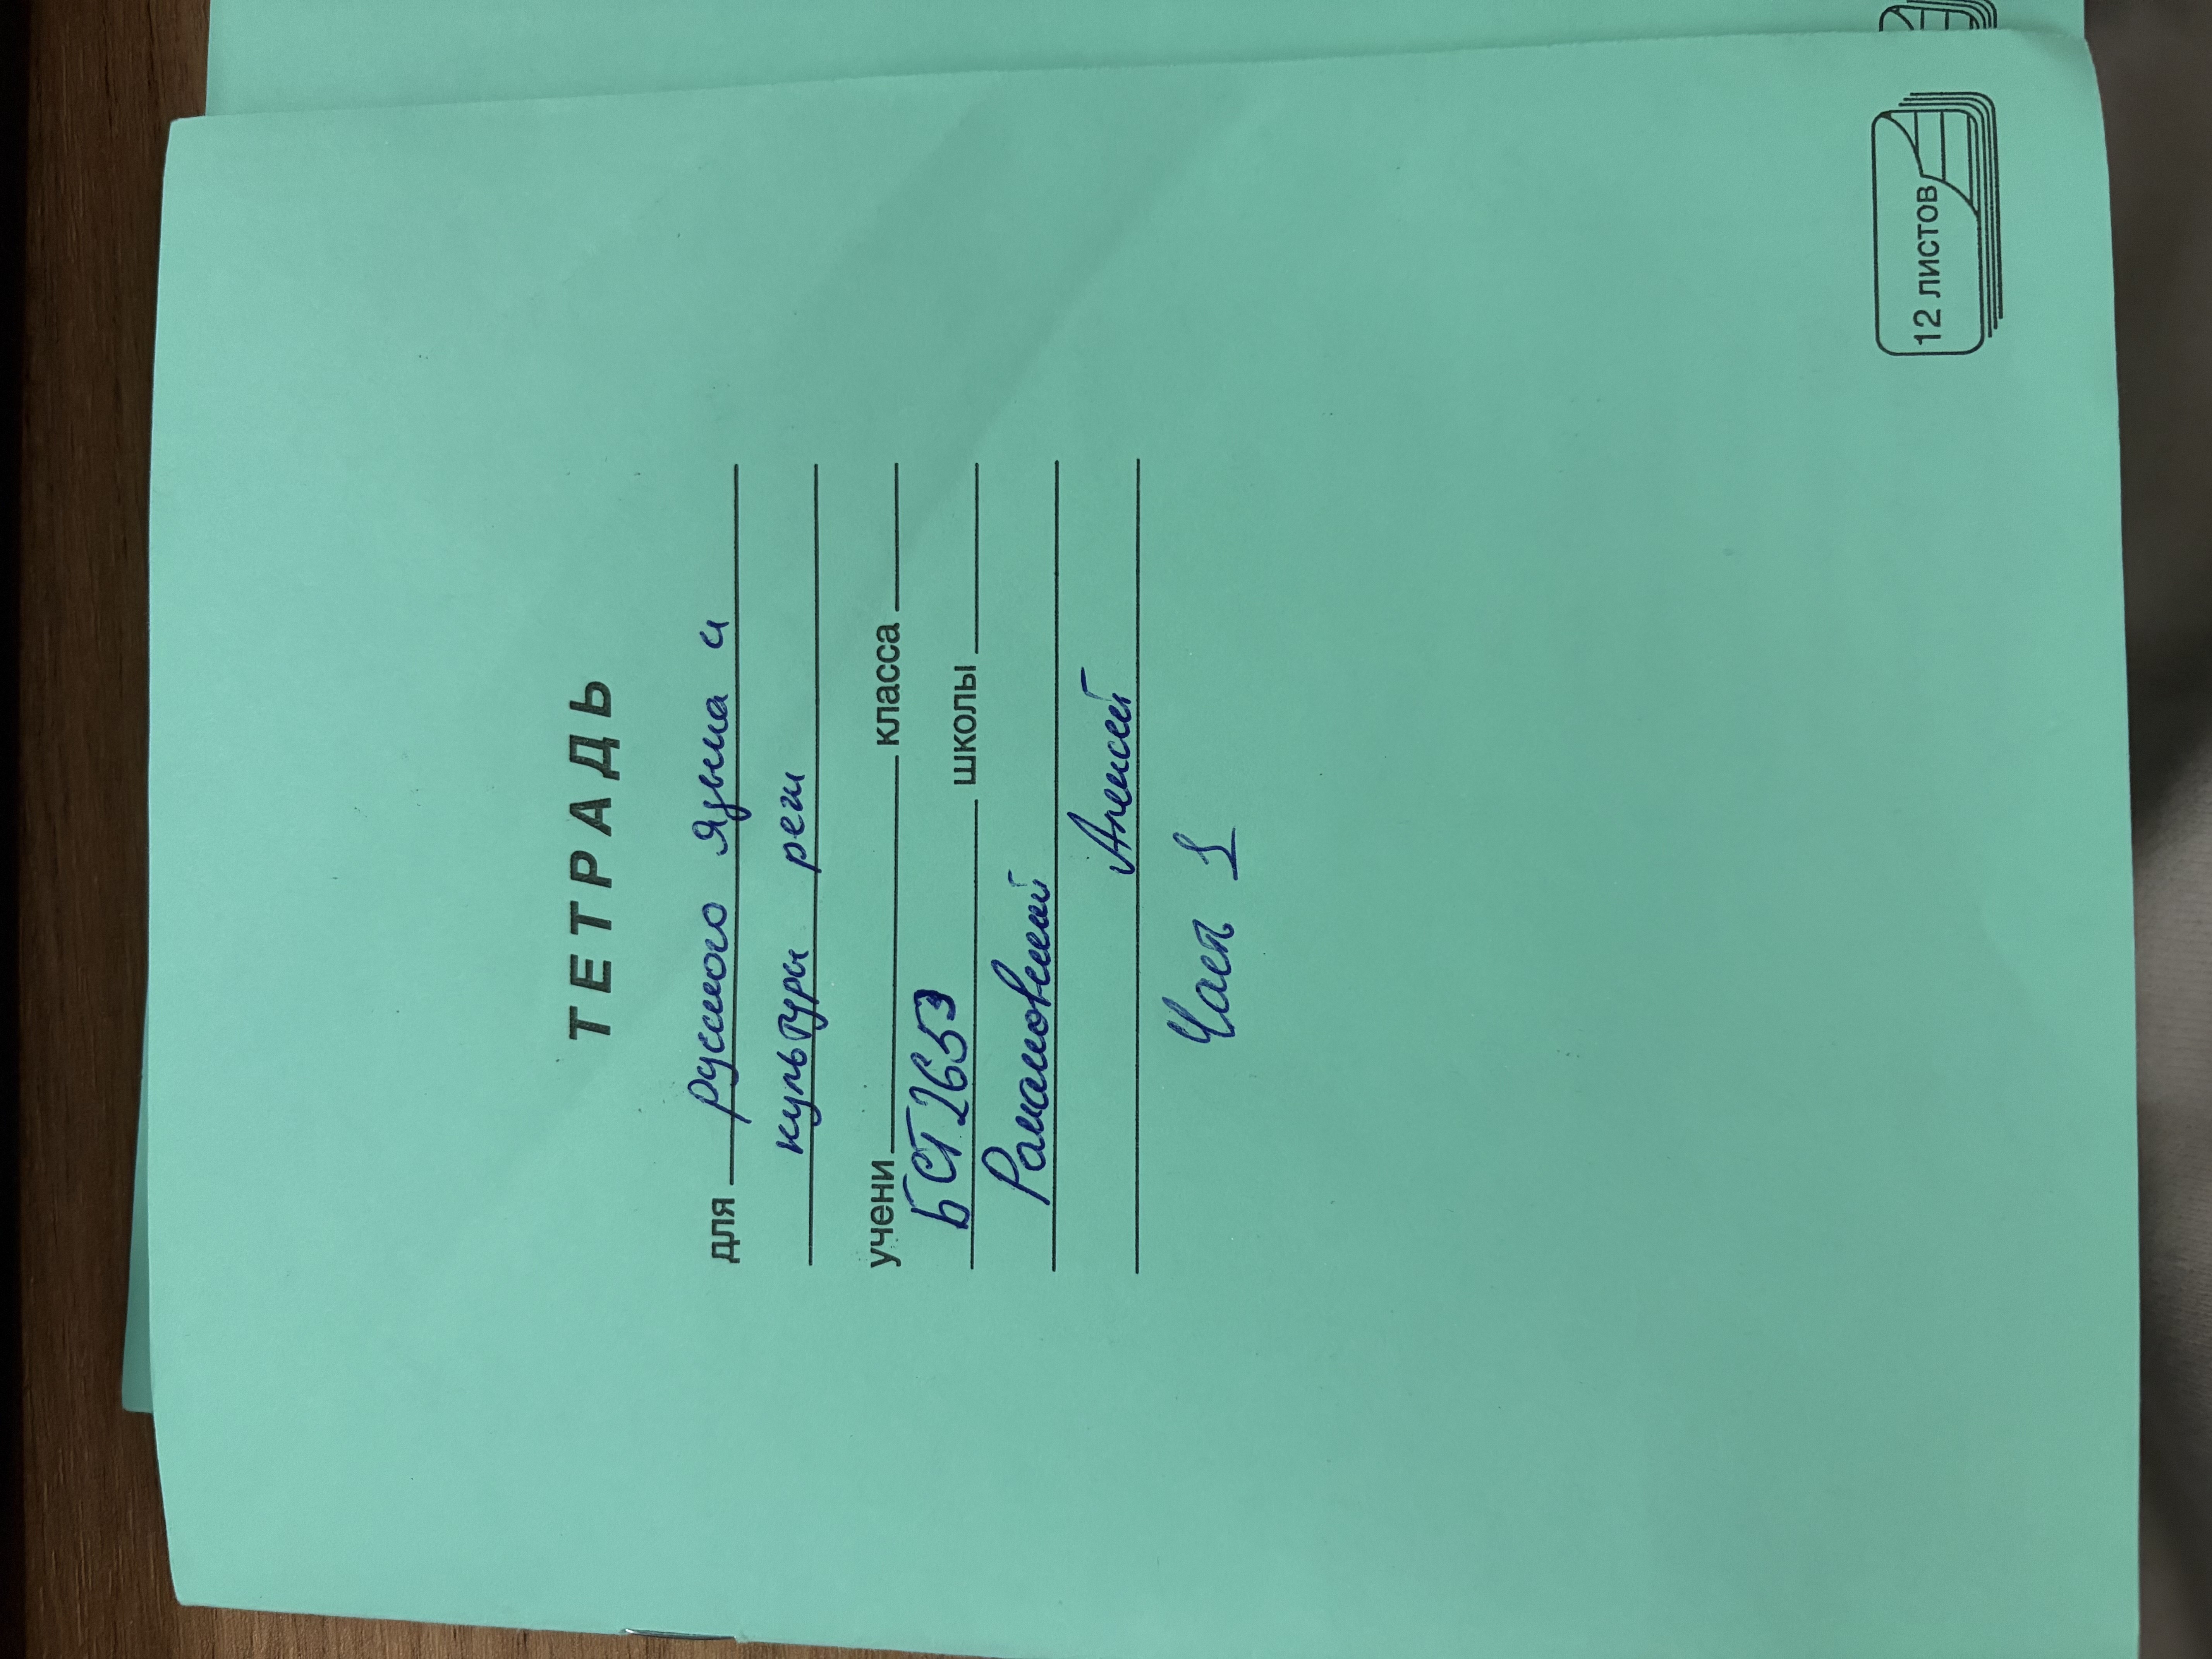 ТЕТРАДЬ
для русского языка и
культуры речи
учени класса
БСТ2653 школы
Романовский
Алексей
Часть 1
12 листов